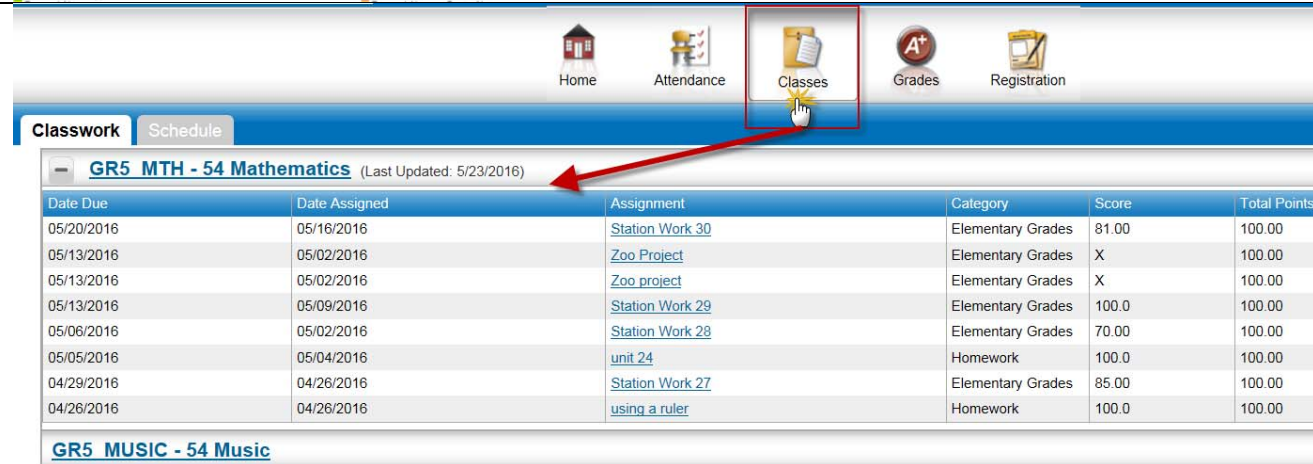 Home Attendance Classes Grades Registration
Classwork Schedule
GR5 MTH - 54 Mathematics (Last Updated: 5/23/2016)
Date Due Date Assigned Assignment Category Score Total Points
05/20/2016 05/16/2016 Station Work 30 Elementary Grades 81.00 100.00
05/13/2016 05/02/2016 Zoo Project Elementary Grades X 100.00
05/13/2016 05/02/2016 Zoo project Elementary Grades X 100.00
05/13/2016 05/09/2016 Station Work 29 Elementary Grades 100.0 100.00
05/06/2016 05/02/2016 Station Work 28 Elementary Grades 70.00 100.00
05/05/2016 05/04/2016 unit 24 Homework 100.0 100.00
04/29/2016 04/26/2016 Station Work 27 Elementary Grades 85.00 100.00
04/26/2016 04/26/2016 using a ruler Homework 100.0 100.00
GR5 MUSIC - 54 Music